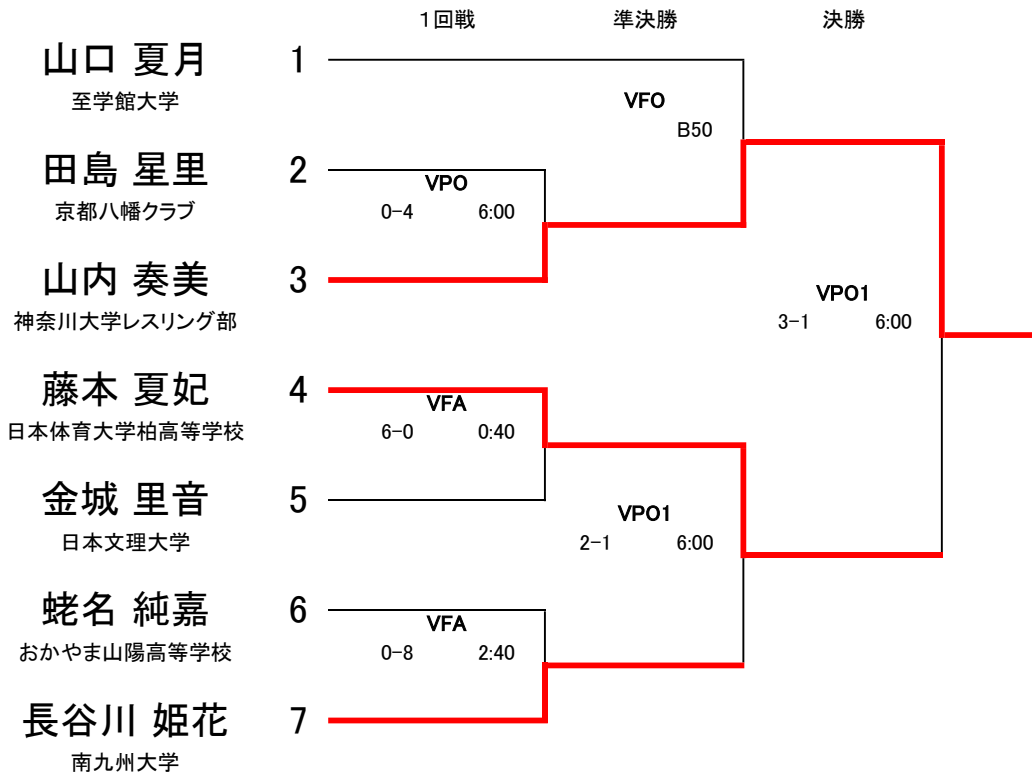 1回戦 準決勝 決勝
山口 夏月 1
至学館大学
VFO
B50
田島 星里 2
京都八幡クラブ
VPO
0-4 6:00
山内 奏美 3
神奈川大学レスリング部
VPO1
3-1 6:00
藤本 夏妃 4
日本体育大学柏高等学校
VFA
6-0 0:40
金城 里音 5
日本文理大学
VPO1
2-1 6:00
蛯名 純嘉 6
おかやま山陽高等学校
VFA
0-8 2:40
長谷川 姫花 7
南九州大学